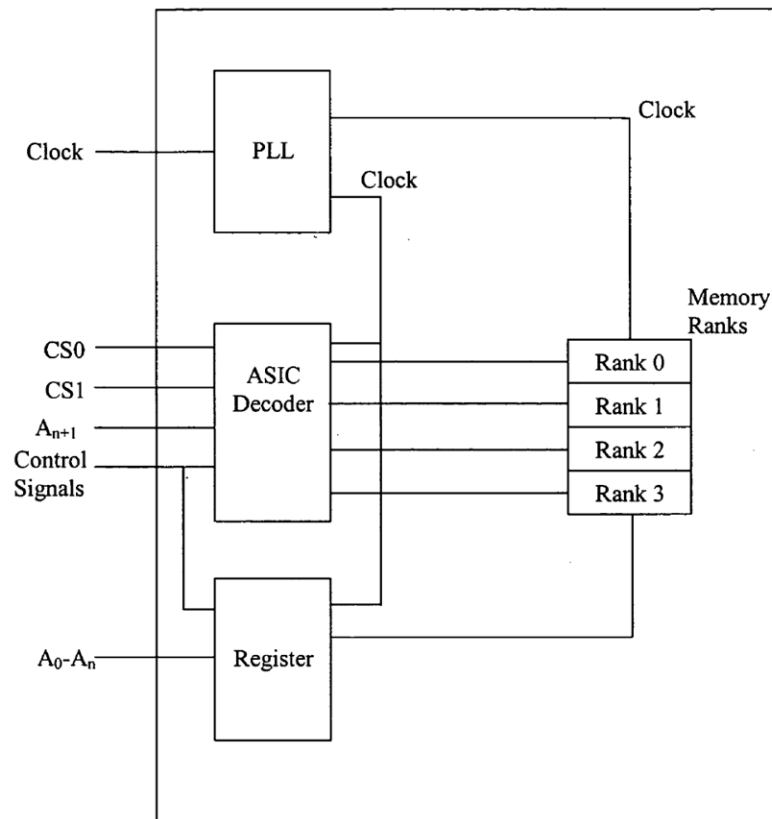 Clock
PLL
Clock
Clock
CS0
CS1
Aₙ₊₁
Control
Signals
ASIC
Decoder
Memory
Ranks
Rank 0
Rank 1
Rank 2
Rank 3
A₀-Aₙ
Register